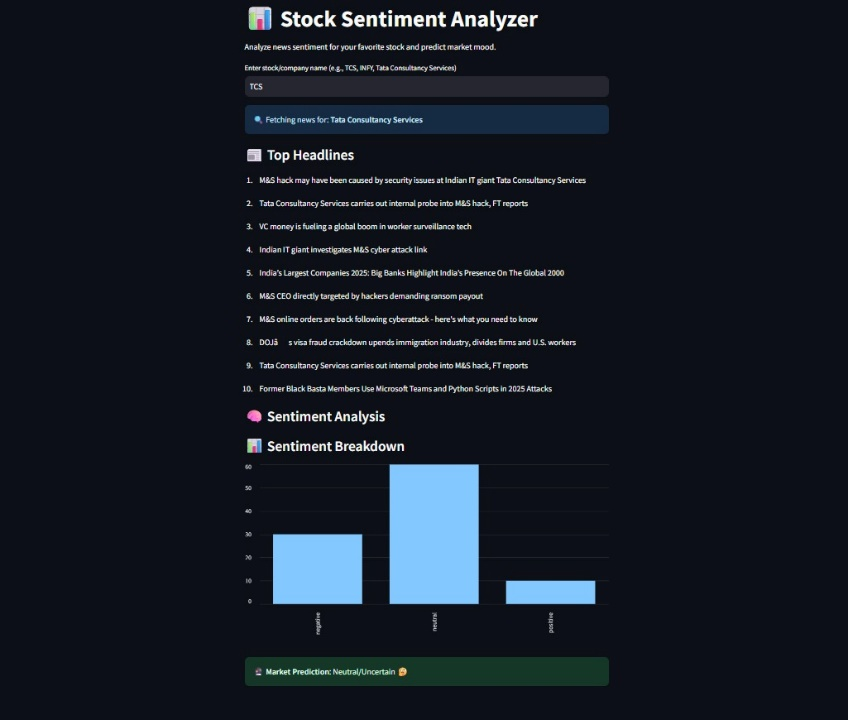 Stock Sentiment Analyzer
Analyze news sentiment for your favorite stock and predict market mood.
Enter stock/company name (e.g., TCS, INFY, Tata Consultancy Services)
TCS
Fetching news for: Tata Consultancy Services
Top Headlines
1. M&S hack may have been caused by security issues at Indian IT giant Tata Consultancy Services
2. Tata Consultancy Services carries out internal probe into M&S hack, FT reports
3. VC money is fueling a global boom in worker surveillance tech
4. Indian IT giant investigates M&S cyber attack link
5. India's Largest Companies 2025: Big Banks Highlight India's Presence On The Global 2000
6. M&S CEO directly targeted by hackers demanding ransom payout
7. M&S online orders are back following cyberattack - here's what you need to know
8. DOJâ s visa fraud crackdown upends immigration industry, divides firms and U.S. workers
9. Tata Consultancy Services carries out internal probe into M&S hack, FT reports
10. Former Black Basta Members Use Microsoft Teams and Python Scripts in 2025 Attacks
Sentiment Analysis
Sentiment Breakdown
60
50
40
30
20
10
0
negative
neutral
positive
Market Prediction: Neutral/Uncertain